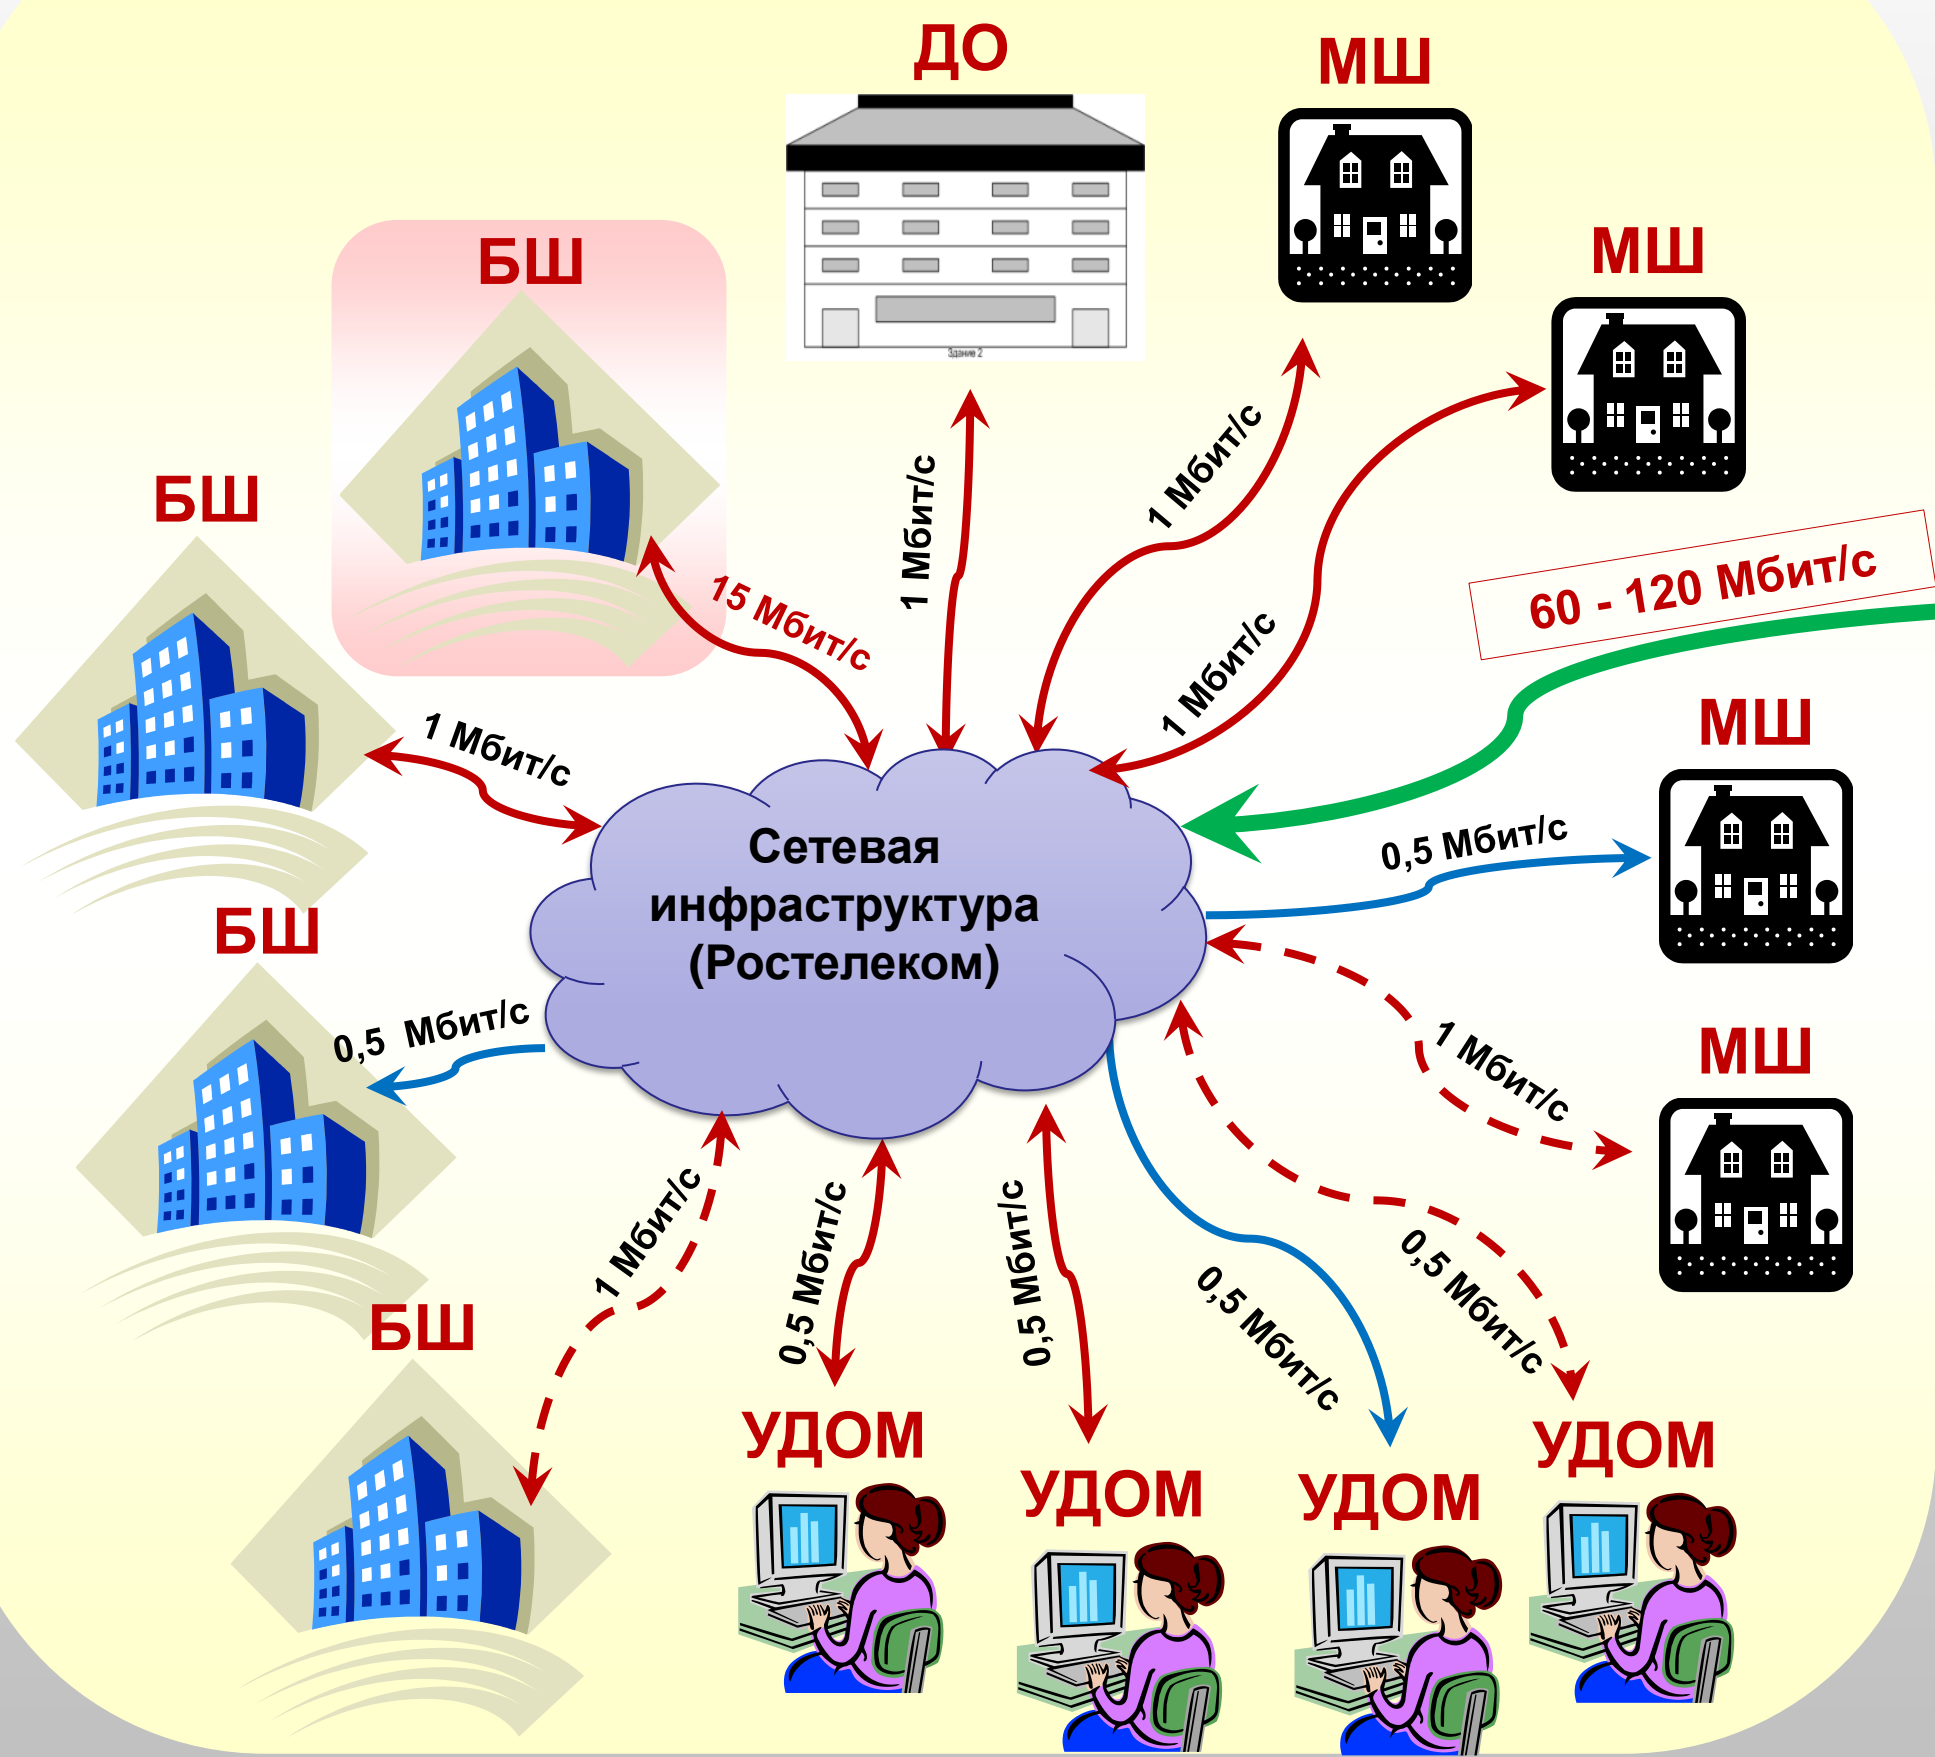 ДО
МШ
МШ
БШ
БШ
Здание 2
1 Мбит/с
1 Мбит/с
60 - 120 Мбит/с
15 Мбит/с
1 Мбит/с
1 Мбит/с
МШ
0,5 Мбит/с
Сетевая
инфраструктура
(Ростелеком)
БШ
0,5 Мбит/с
МШ
1 Мбит/с
1 Мбит/с
0,5 Мбит/с
0,5 Мбит/с
0,5 Мбит/с
0,5 Мбит/с
БШ
УДОМ
УДОМ
УДОМ
УДОМ